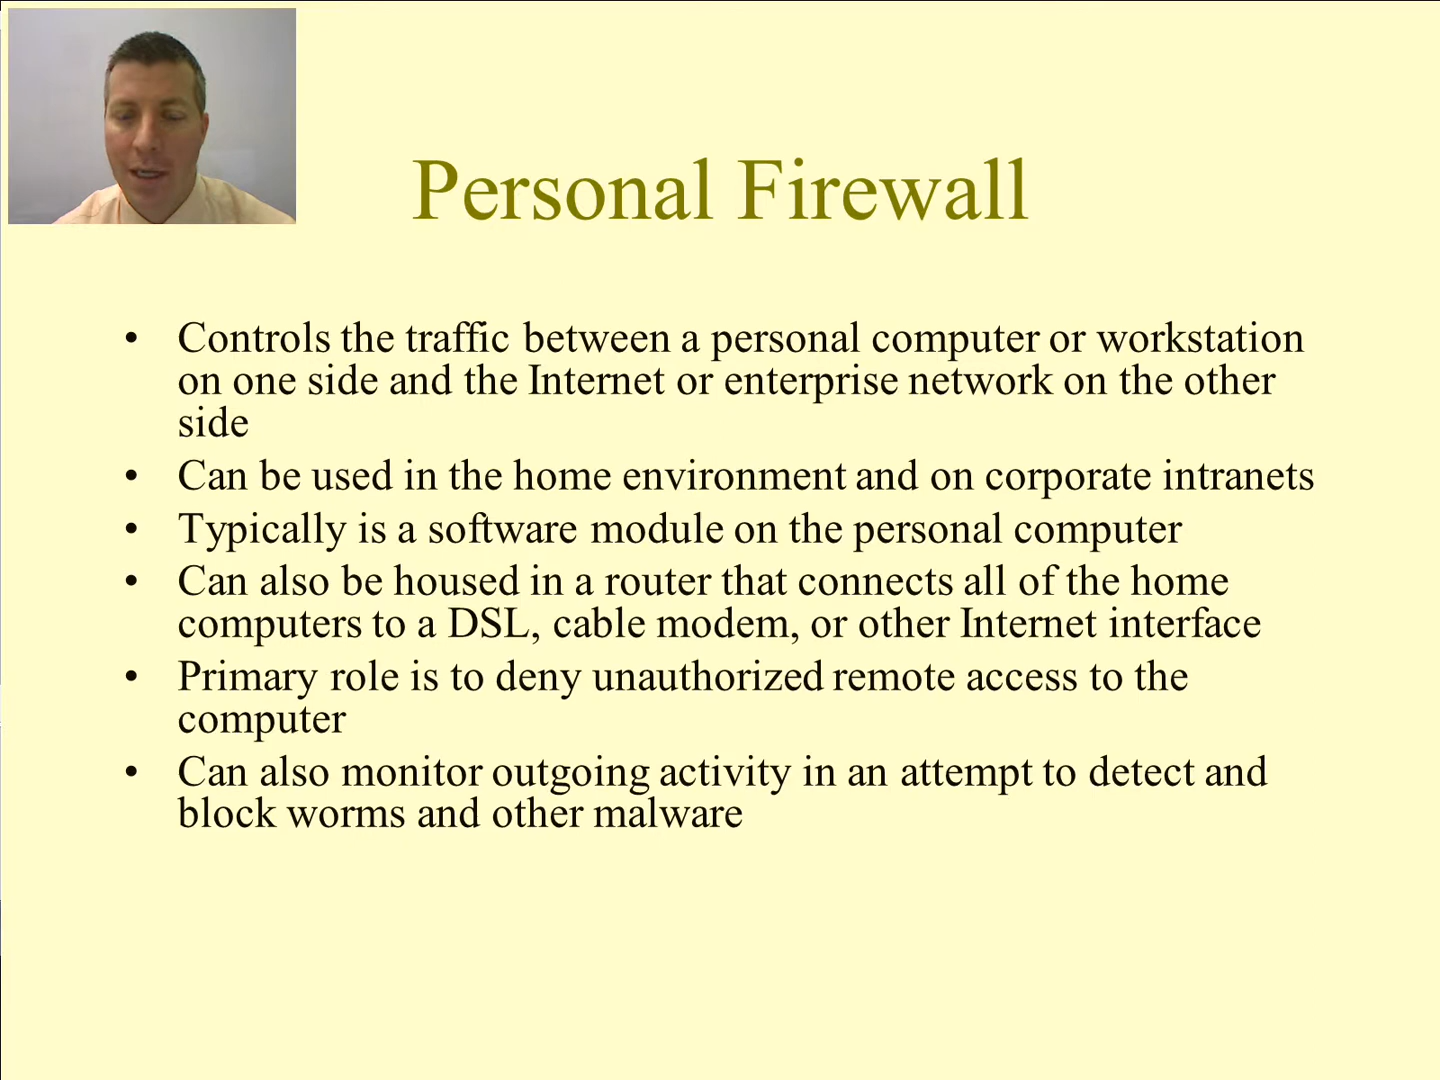 Personal Firewall
• Controls the traffic between a personal computer or workstation
on one side and the Internet or enterprise network on the other
side
• Can be used in the home environment and on corporate intranets
• Typically is a software module on the personal computer
• Can also be housed in a router that connects all of the home
computers to a DSL, cable modem, or other Internet interface
• Primary role is to deny unauthorized remote access to the
computer
• Can also monitor outgoing activity in an attempt to detect and
block worms and other malware